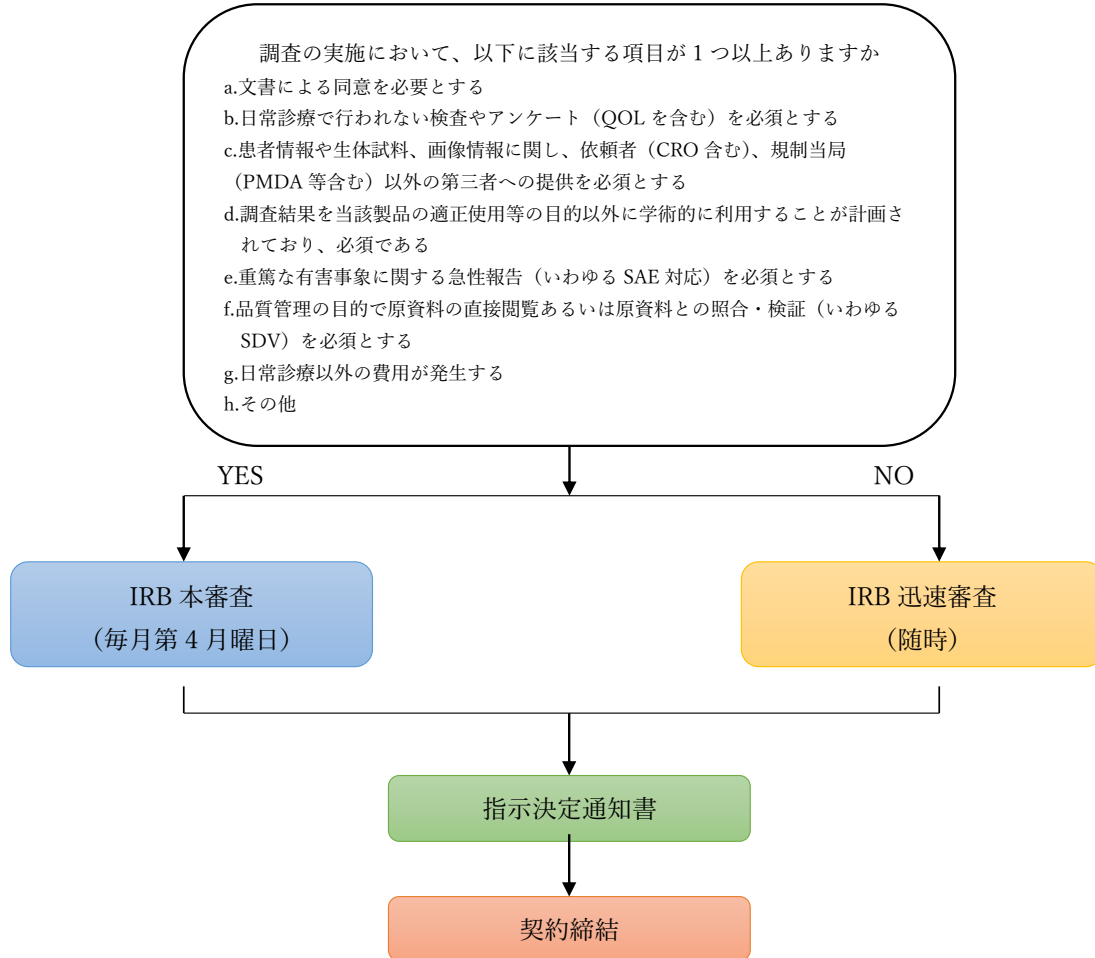 調査の実施において、以下に該当する項目が 1 つ以上ありますか
a.文書による同意を必要とする
b.日常診療で行われない検査やアンケート（QOL を含む）を必須とする
c.患者情報や生体試料、画像情報に関し、依頼者（CRO 含む）、規制当局
（PMDA 等含む）以外の第三者への提供を必須とする
d.調査結果を当該製品の適正使用等の目的以外に学術的に利用することが計画さ
れており、必須である
e.重篤な有害事象に関する急性報告（いわゆる SAE 対応）を必須とする
f.品質管理の目的で原資料の直接閲覧あるいは原資料との照合・検証（いわゆる
SDV）を必須とする
g.日常診療以外の費用が発生する
h.その他
YES
NO
IRB 本審査
（毎月第 4 月曜日）
IRB 迅速審査
（随時）
指示決定通知書
契約締結